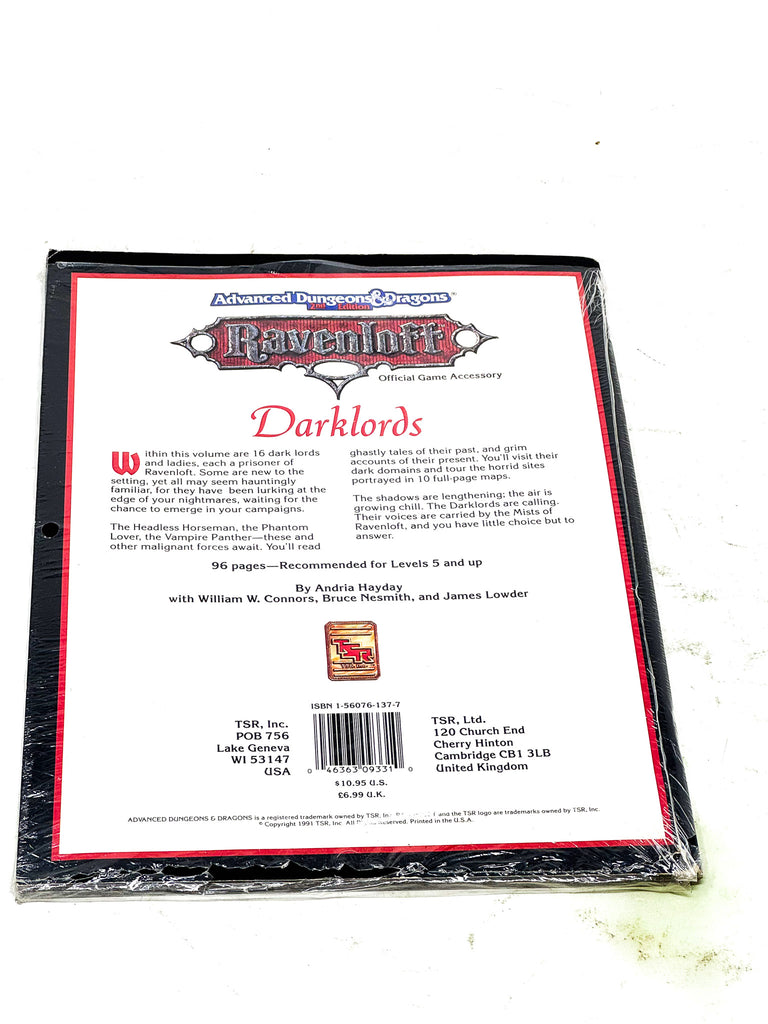 Advanced Dungeons & Dragons™
2nd Edition
Ravenloft
Official Game Accessory
Darklords
Within this volume are 16 dark lords
and ladies, each a prisoner of
Ravenloft. Some are new to the
setting, yet all may seem hauntingly
familiar, for they have been lurking at the
edge of your nightmares, waiting for the
chance to emerge in your campaigns.
The Headless Horseman, the Phantom
Lover, the Vampire Panther—these and
other malignant forces await. You'll read
ghastly tales of their past, and grim
accounts of their present. You'll visit their
dark domains and tour the horrid sites
portrayed in 10 full-page maps.
The shadows are lengthening; the air is
growing chill. The Darklords are calling.
Their voices are carried by the Mists of
Ravenloft, and you have little choice but to
answer.
96 pages—Recommended for Levels 5 and up
By Andria Hayday
with William W. Connors, Bruce Nesmith, and James Lowder
TSR
ISBN 1-56076-137-7
TSR, Inc.
POB 756
Lake Geneva
WI 53147
USA
0 46363 09331 0
$10.95 U.S.
£6.99 U.K.
TSR, Ltd.
120 Church End
Cherry Hinton
Cambridge CB1 3LB
United Kingdom
ADVANCED DUNGEONS & DRAGONS is a registered trademark owned by TSR, Inc. and the TSR logo are trademarks owned by TSR, Inc.
© Copyright 1991 TSR, Inc. All Reserved. Printed in the U.S.A.